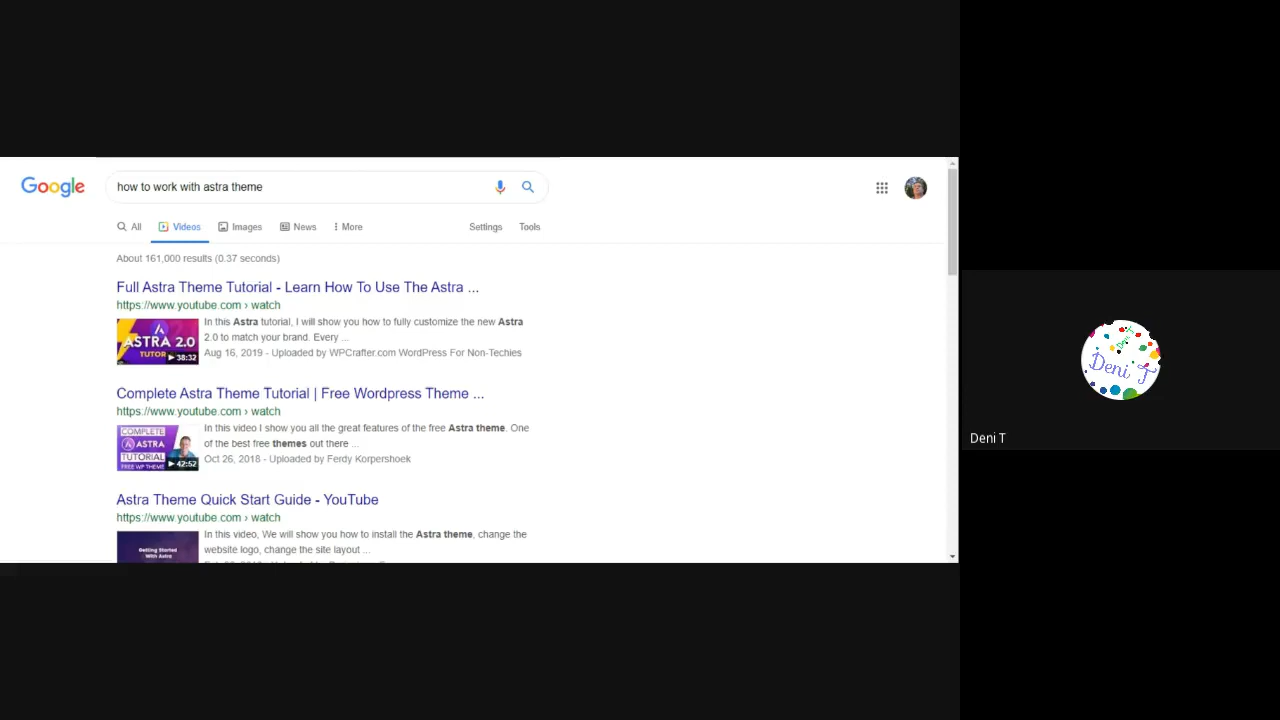 Google
how to work with astra theme
All Videos Images News More Settings Tools
About 161,000 results (0.37 seconds)
Full Astra Theme Tutorial - Learn How To Use The Astra ...
https://www.youtube.com › watch
In this Astra tutorial, I will show you how to fully customize the new Astra
2.0 to match your brand. Every ...
Aug 16, 2019 - Uploaded by WPCrafter.com WordPress For Non-Techies
ASTRA 2.0
TUTOR
38:32
Complete Astra Theme Tutorial | Free Wordpress Theme ...
https://www.youtube.com › watch
In this video I show you all the great features of the free Astra theme. One
of the best free themes out there ...
Oct 26, 2018 - Uploaded by Ferdy Korpershoek
COMPLETE
ASTRA
TUTORIAL
FREE WP THEME
42:52
Astra Theme Quick Start Guide - YouTube
https://www.youtube.com › watch
In this video, We will show you how to install the Astra theme, change the
website logo, change the site layout ...
Getting Started
With Astra
Deni T
Deni T
Deni T